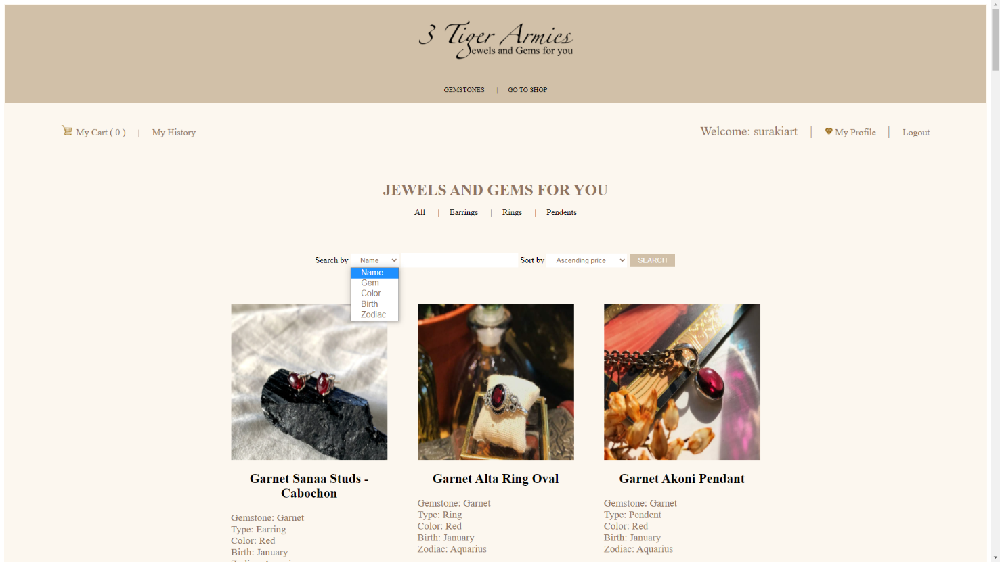 3 Tiger Armies
Jewels and Gems for you
GEMSTONES | GO TO SHOP
My Cart ( 0 ) | My History
Welcome: surakiart | My Profile | Logout
JEWELS AND GEMS FOR YOU
All | Earrings | Rings | Pendents
Search by Name Sort by Ascending price SEARCH
Name
Gem
Color
Birth
Zodiac
Garnet Sanaa Studs -
Cabochon
Gemstone: Garnet
Type: Earring
Color: Red
Birth: January
Garnet Alta Ring Oval
Gemstone: Garnet
Type: Ring
Color: Red
Birth: January
Zodiac: Aquarius
Garnet Akoni Pendant
Gemstone: Garnet
Type: Pendent
Color: Red
Birth: January
Zodiac: Aquarius